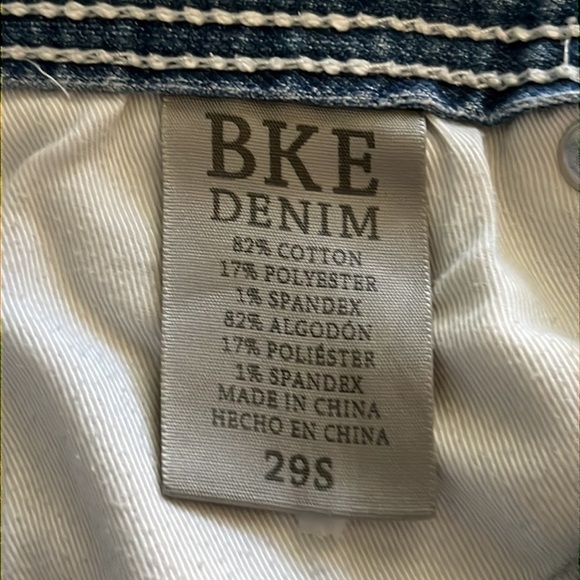 BKE
DENIM
82% COTTON
17% POLYESTER
1% SPANDEX
82% ALGODÓN
17% POLIÉSTER
1% SPANDEX
MADE IN CHINA
HECHO EN CHINA
29S